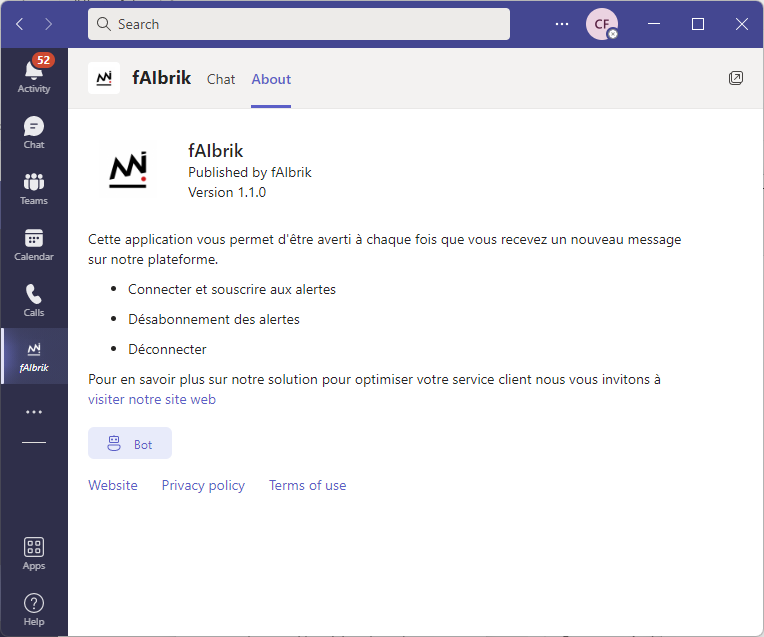 Search
CF
52
Activity
Chat
Teams
Calendar
Calls
fAIbrik
Apps
Help
fAIbrik Chat About
fAIbrik
Published by fAIbrik
Version 1.1.0
Cette application vous permet d'être averti à chaque fois que vous recevez un nouveau message
sur notre plateforme.
• Connecter et souscrire aux alertes
• Désabonnement des alertes
• Déconnecter
Pour en savoir plus sur notre solution pour optimiser votre service client nous vous invitons à
visiter notre site web
Bot
Website Privacy policy Terms of use